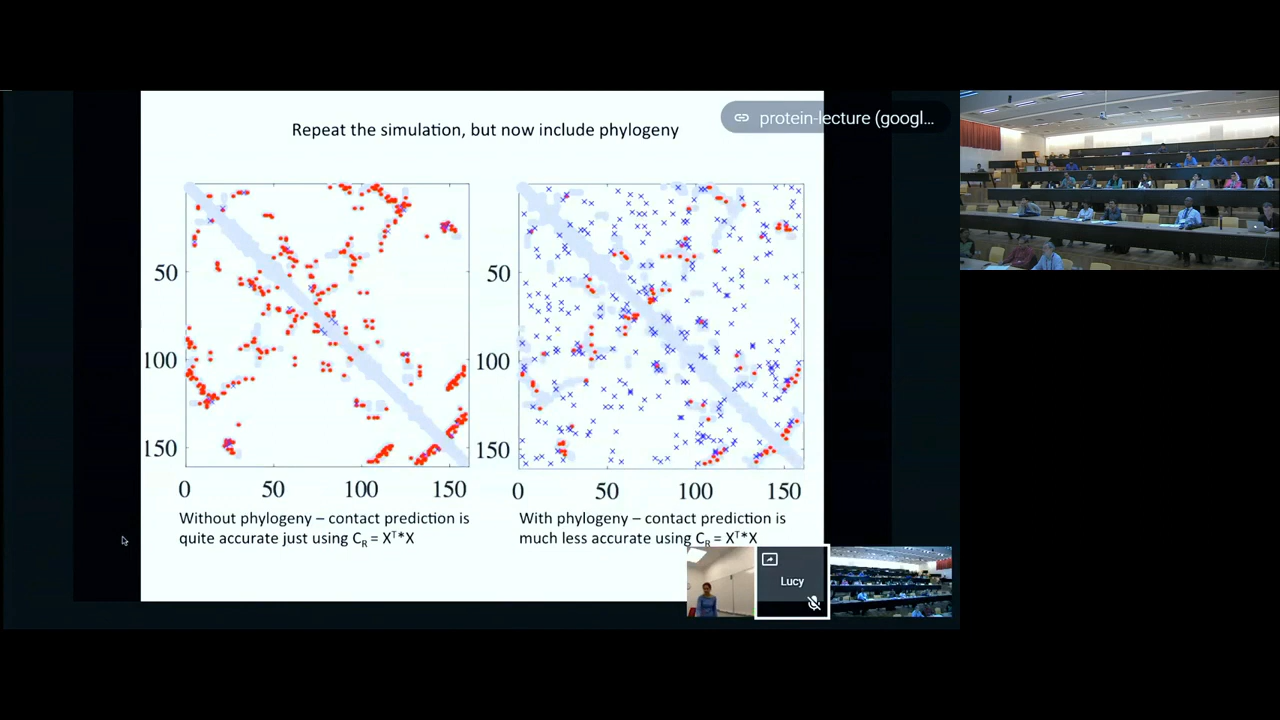 Repeat the simulation, but now include phylogeny
protein-lecture (googl...
50
100
150
0 50 100 150
50
100
150
0 50 100 150
Without phylogeny – contact prediction is
quite accurate just using C_R = X^T*X
With phylogeny – contact prediction is
much less accurate using C_R = X^T*X
Lucy